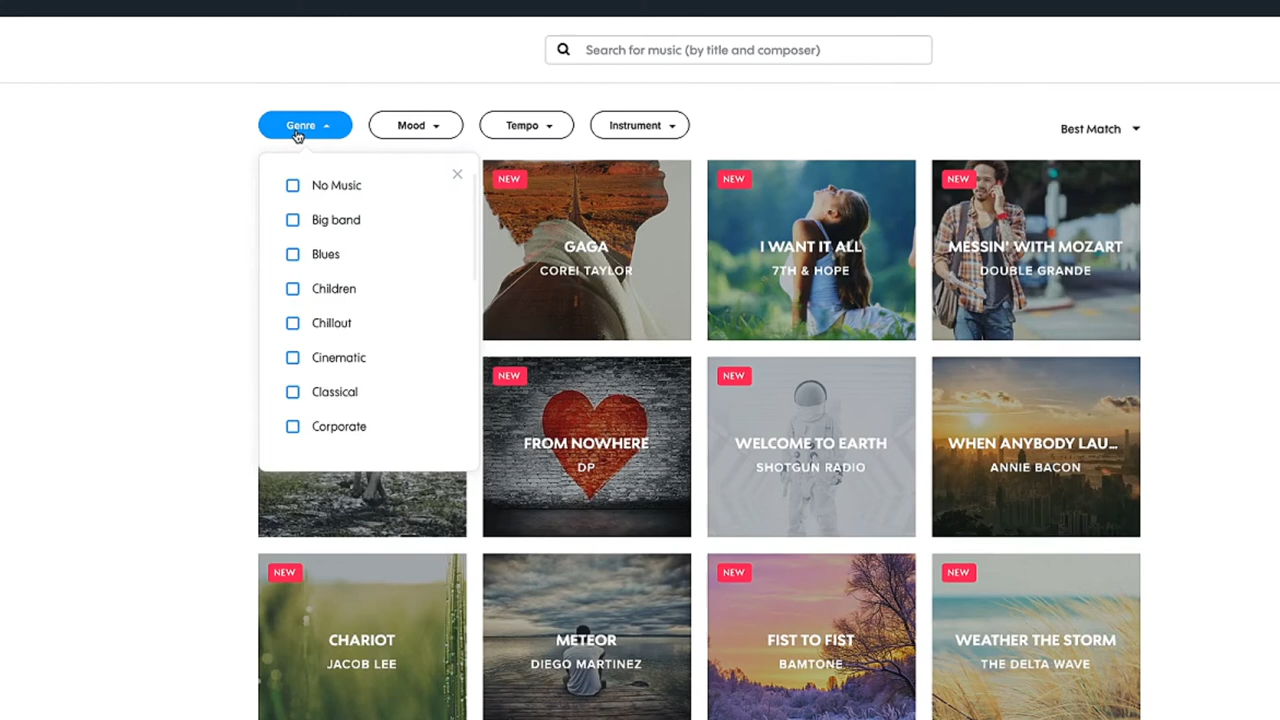 Search for music (by title and composer)
Genre
Mood
Tempo
Instrument
Best Match
No Music
Big band
Blues
Children
Chillout
Cinematic
Classical
Corporate
NEW
GAGA
COREI TAYLOR
NEW
I WANT IT ALL
7TH & HOPE
NEW
MESSIN' WITH MOZART
DOUBLE GRANDE
NEW
FROM NOWHERE
DP
NEW
WELCOME TO EARTH
SHOTGUN RADIO
WHEN ANYBODY LAU...
ANNIE BACON
NEW
CHARIOT
JACOB LEE
METEOR
DIEGO MARTINEZ
NEW
FIST TO FIST
BAMTONE
NEW
WEATHER THE STORM
THE DELTA WAVE